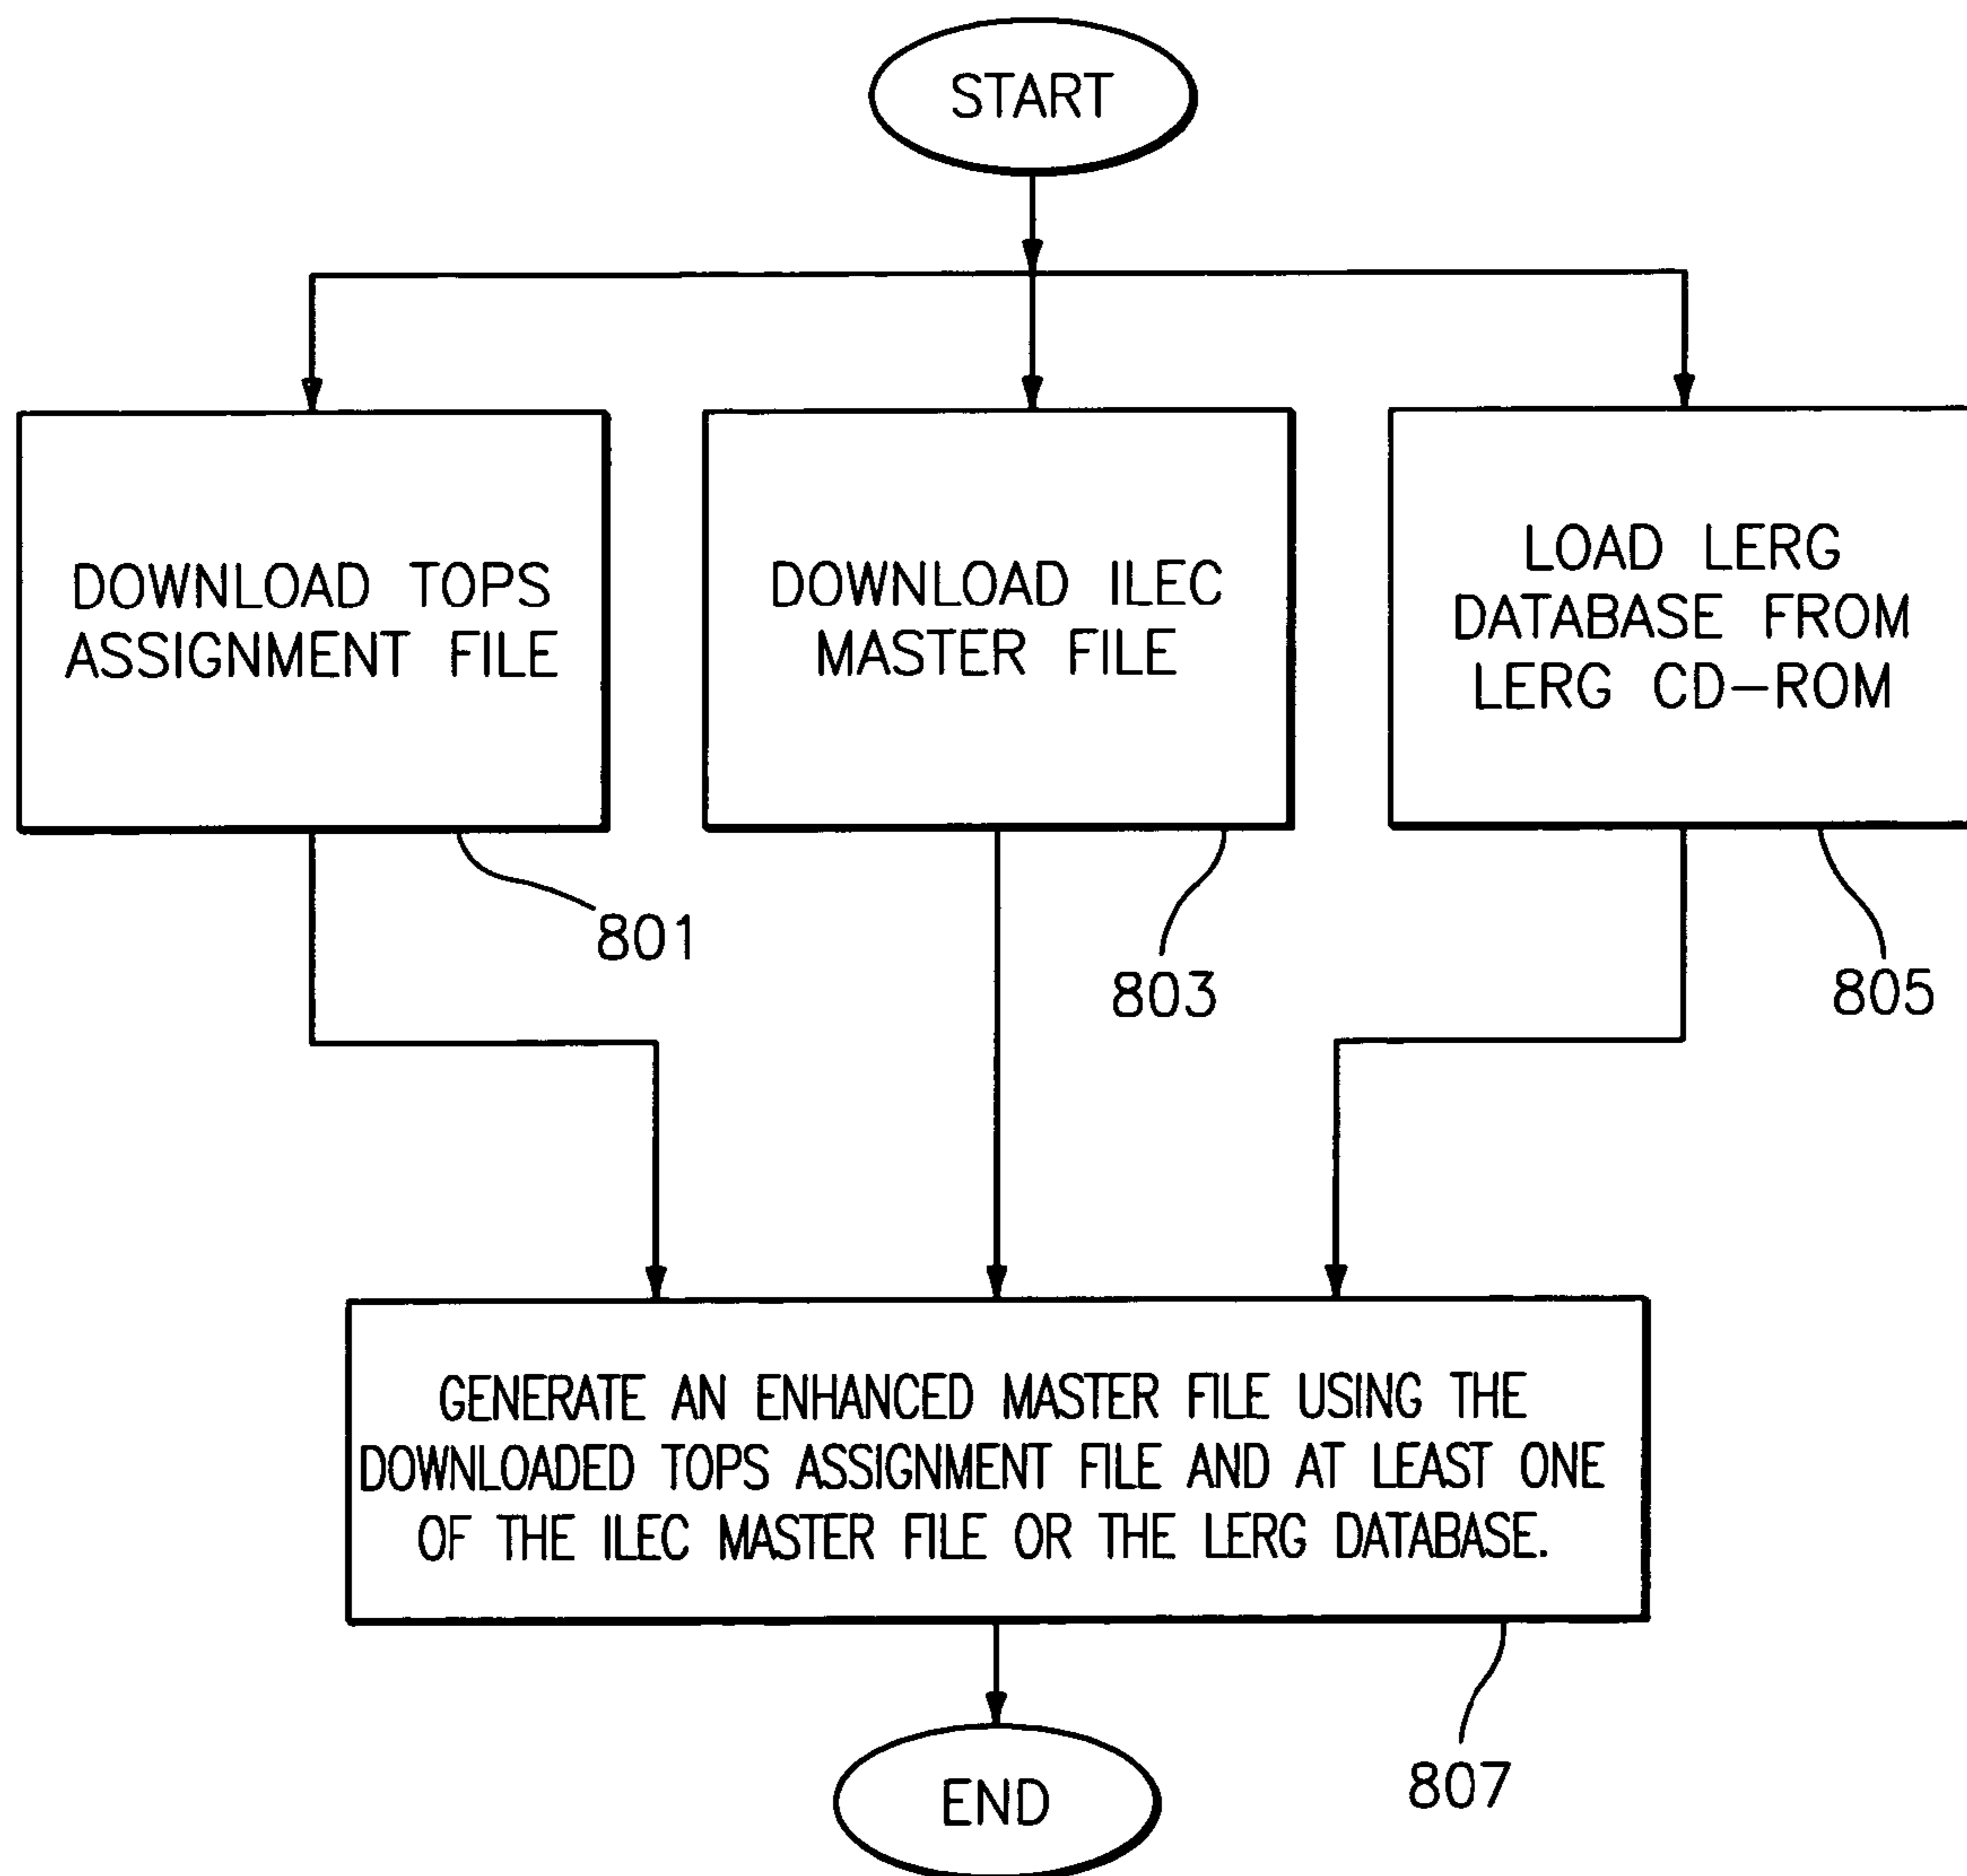 START
DOWNLOAD TOPS
ASSIGNMENT FILE
801
DOWNLOAD ILEC
MASTER FILE
803
LOAD LERG
DATABASE FROM
LERG CD-ROM
805
GENERATE AN ENHANCED MASTER FILE USING THE
DOWNLOADED TOPS ASSIGNMENT FILE AND AT LEAST ONE
OF THE ILEC MASTER FILE OR THE LERG DATABASE.
807
END